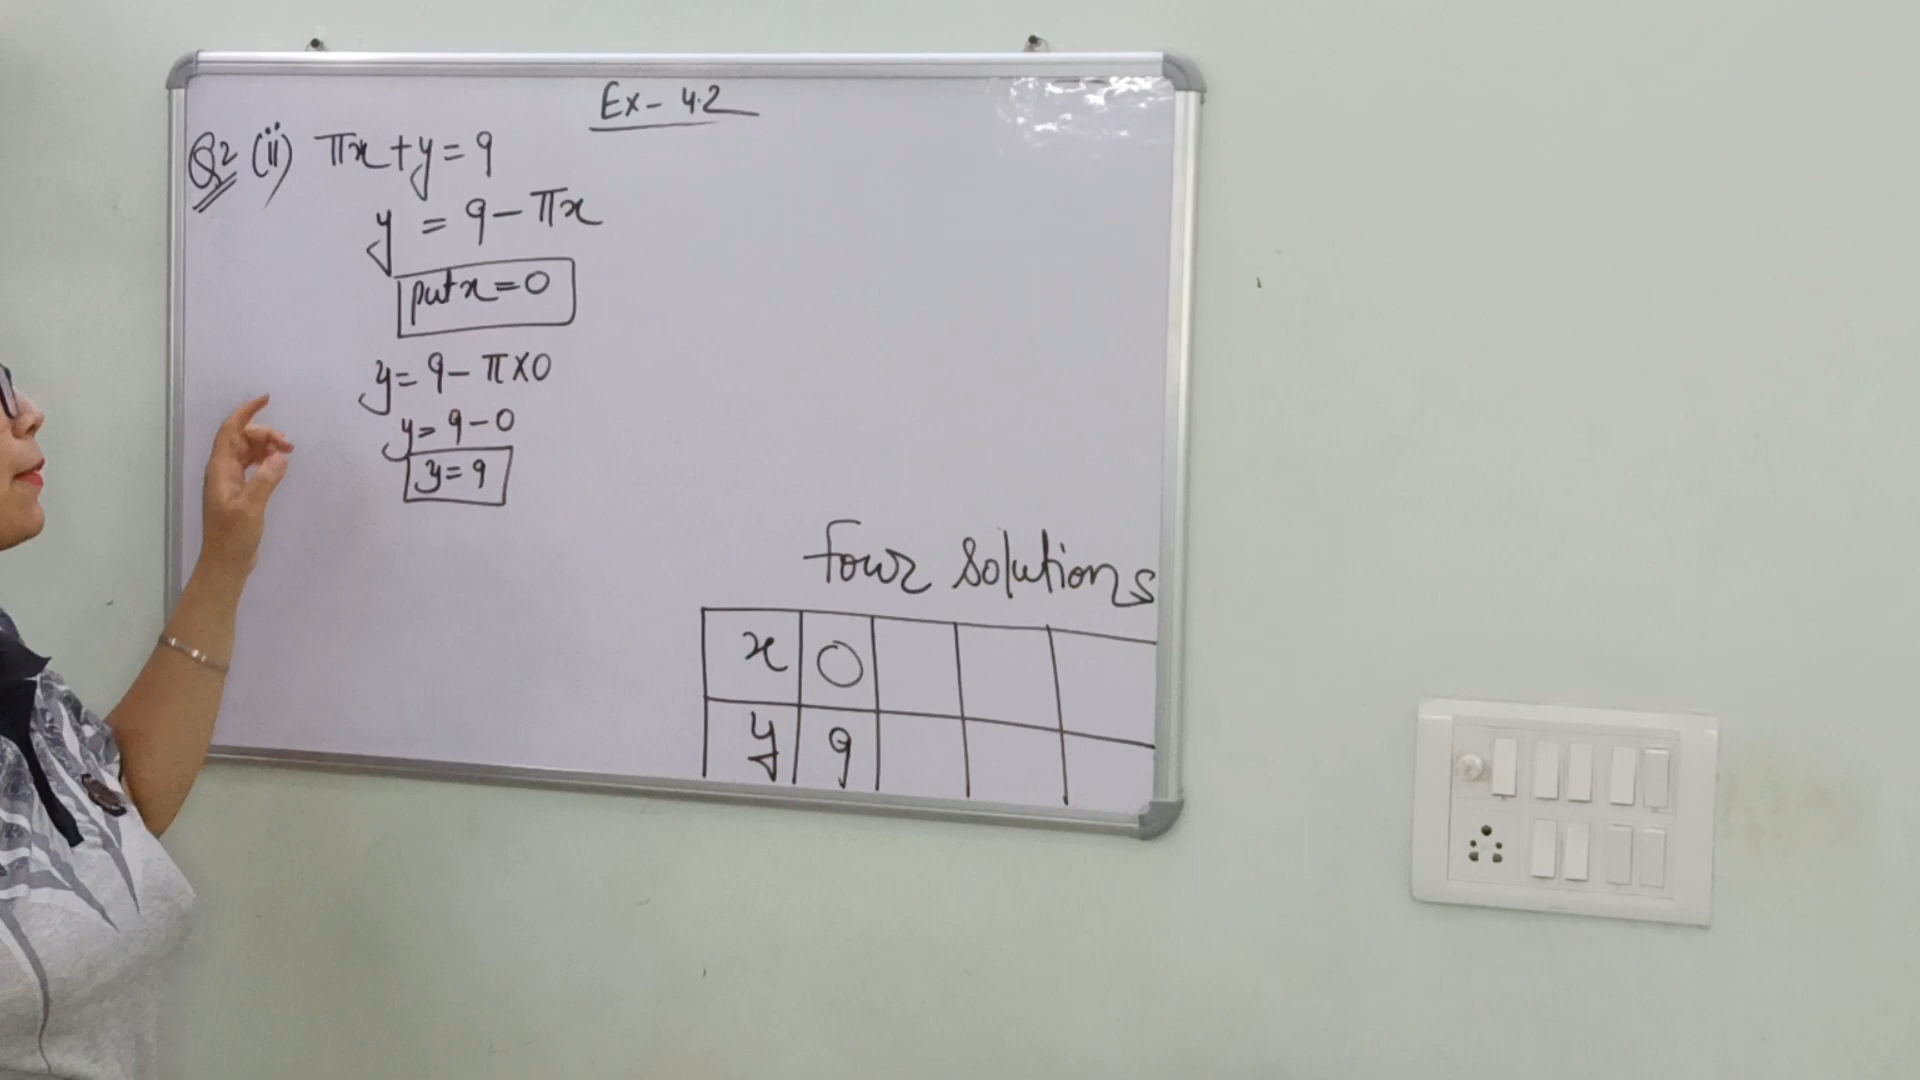 Ex - 4.2
Q2 (ii) πx + y = 9
y = 9 - πx
put x = 0
y = 9 - π x 0
y = 9 - 0
y = 9
four solutions
x 0
y 9